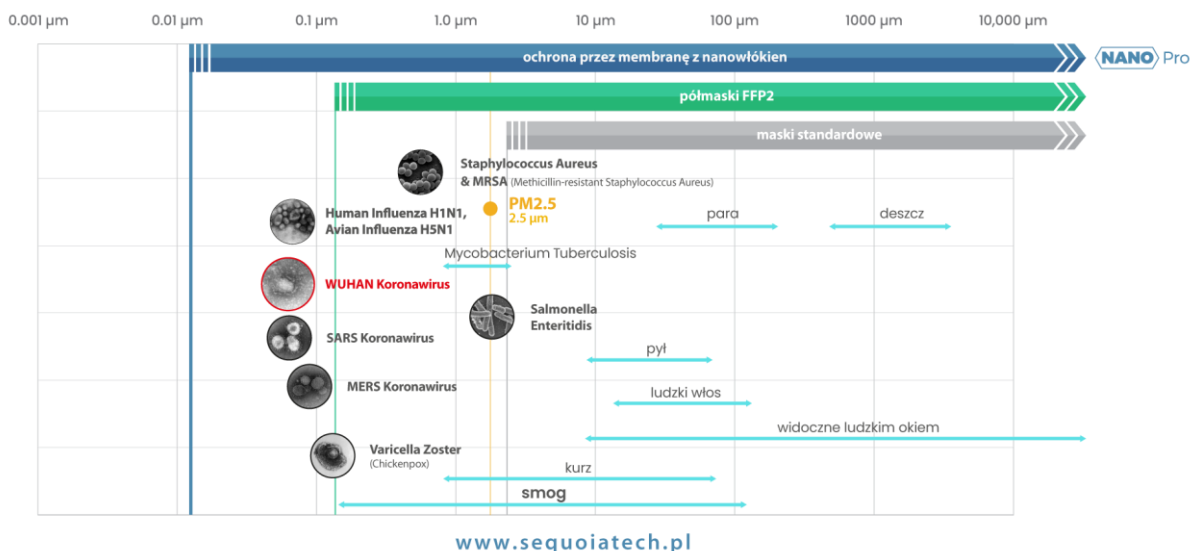 0.001 µm 0.01 µm 0.1 µm 1.0 µm 10 µm 100 µm 1000 µm 10,000 µm
ochrona przez membranę z nanowłókien
NANO Pro
półmaski FFP2
maski standardowe
Staphylococcus Aureus
& MRSA (Methicillin-resistant Staphylococcus Aureus)
PM2.5
2.5 µm
Human Influenza H1N1,
Avian Influenza H5N1
para
deszcz
Mycobacterium Tuberculosis
WUHAN Koronawirus
Salmonella
Enteritidis
SARS Koronawirus
pył
MERS Koronawirus
ludzki włos
widoczne ludzkim okiem
Varicella Zoster
(Chickenpox)
kurz
smog
www.sequoiatech.pl